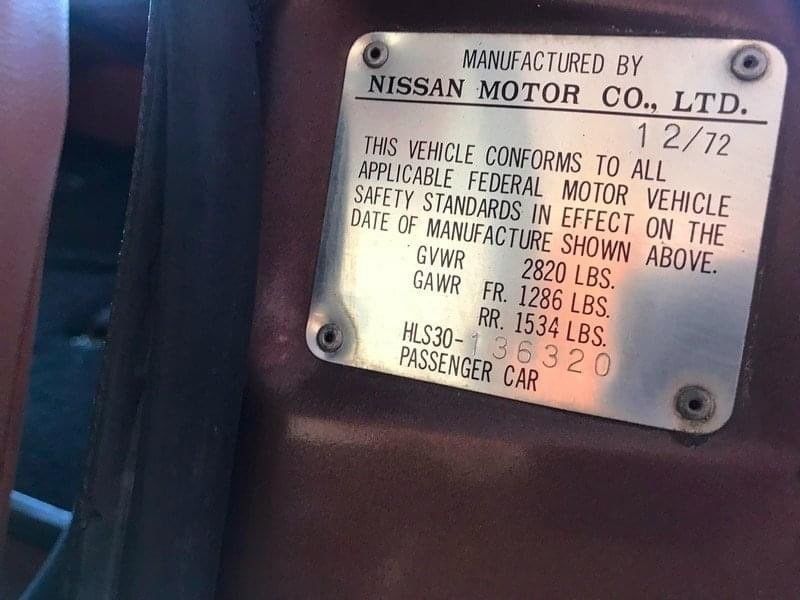 MANUFACTURED BY
NISSAN MOTOR CO., LTD.
12/72
THIS VEHICLE CONFORMS TO ALL
APPLICABLE FEDERAL MOTOR VEHICLE
SAFETY STANDARDS IN EFFECT ON THE
DATE OF MANUFACTURE SHOWN ABOVE.
GVWR 2820 LBS.
GAWR FR. 1286 LBS.
RR. 1534 LBS.
HLS30-136320
PASSENGER CAR